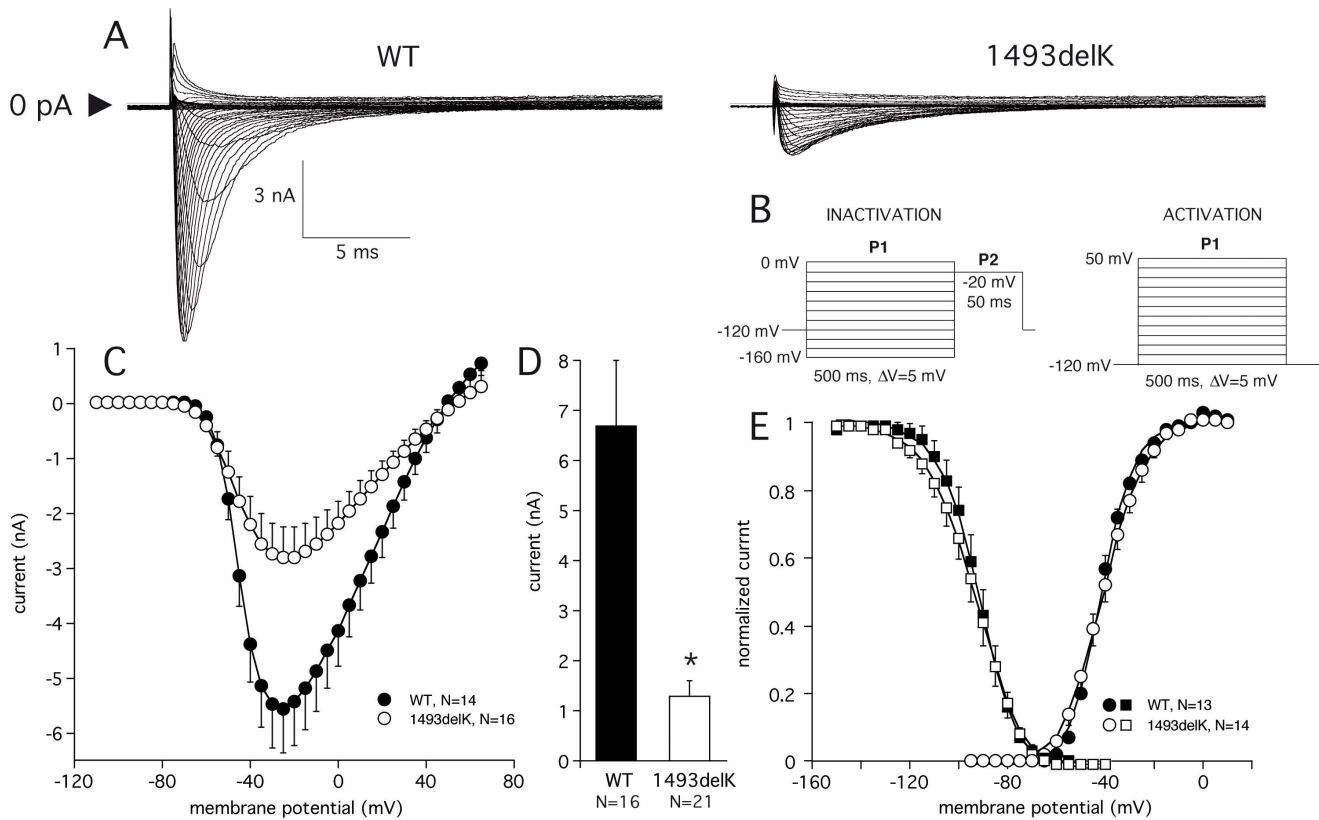 A
WT
1493delK
0 pA
3 nA
5 ms
B
INACTIVATION
ACTIVATION
P1
P2
P1
0 mV
50 mV
-20 mV
50 ms
-120 mV
-160 mV
-120 mV
500 ms, ΔV=5 mV
500 ms, ΔV=5 mV
C
1
0
-1
-2
-3
-4
-5
-6
current (nA)
WT, N=14
1493delK, N=16
-120
-80
-40
0
40
80
membrane potential (mV)
D
8
7
6
5
4
3
2
1
0
current (nA)
*
WT
1493delK
N=16
N=21
E
1
0.8
0.6
0.4
0.2
0
normalized currnt
WT, N=13
1493delK, N=14
-160
-120
-80
-40
0
membrane potential (mV)